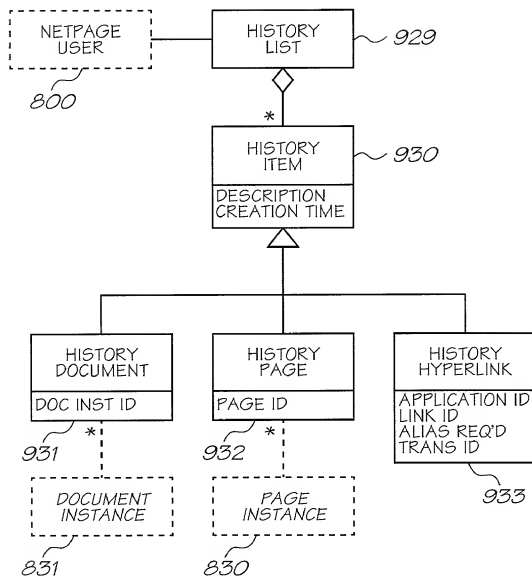 NETPAGE
USER
800
HISTORY
LIST
929
*
HISTORY
ITEM
930
DESCRIPTION
CREATION TIME
HISTORY
DOCUMENT
DOC INST ID
931
*
HISTORY
PAGE
PAGE ID
932
*
HISTORY
HYPERLINK
APPLICATION ID
LINK ID
ALIAS REQ'D
TRANS ID
933
DOCUMENT
INSTANCE
831
PAGE
INSTANCE
830